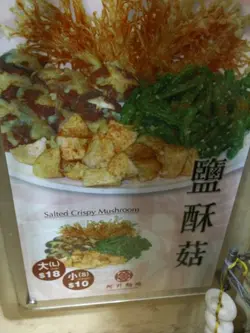 鹽酥菇
Salted Crispy Mushroom
大(L)
$18
小(S)
$10